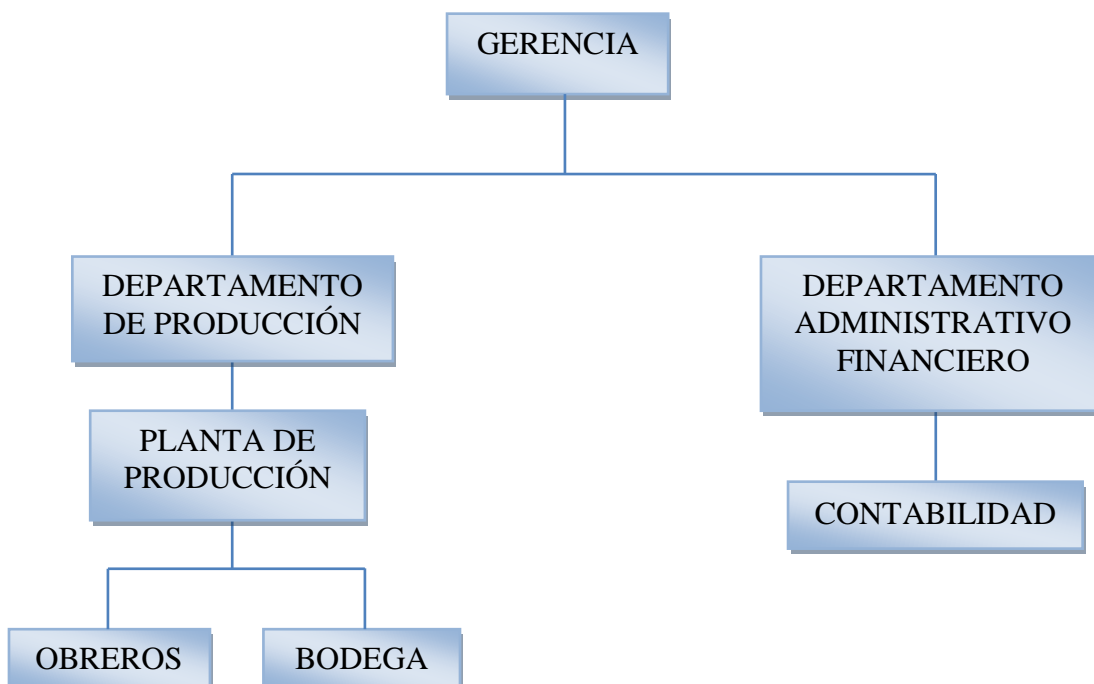 GERENCIA
DEPARTAMENTO
DE PRODUCCIÓN
DEPARTAMENTO
ADMINISTRATIVO
FINANCIERO
PLANTA DE
PRODUCCIÓN
CONTABILIDAD
OBREROS
BODEGA